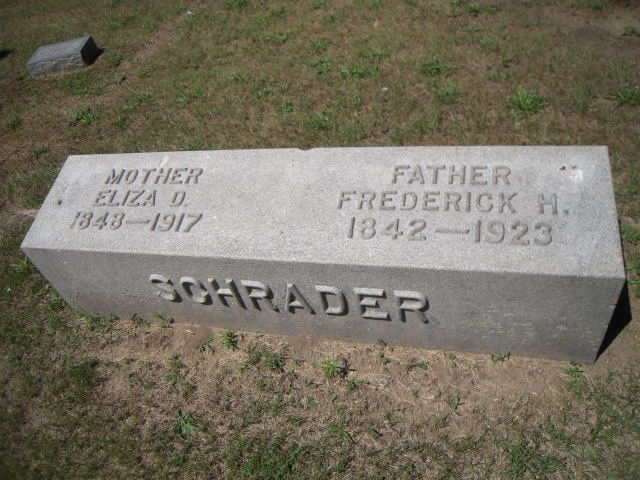 MOTHER
ELIZA D.
1848—1917
FATHER
FREDERICK H.
1842—1923
SCHRADER